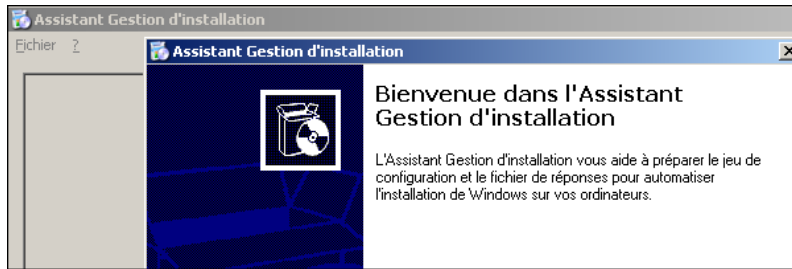 Assistant Gestion d'installation
Fichier ?
Assistant Gestion d'installation
Bienvenue dans l'Assistant
Gestion d'installation
L'Assistant Gestion d'installation vous aide à préparer le jeu de
configuration et le fichier de réponses pour automatiser
l'installation de Windows sur vos ordinateurs.